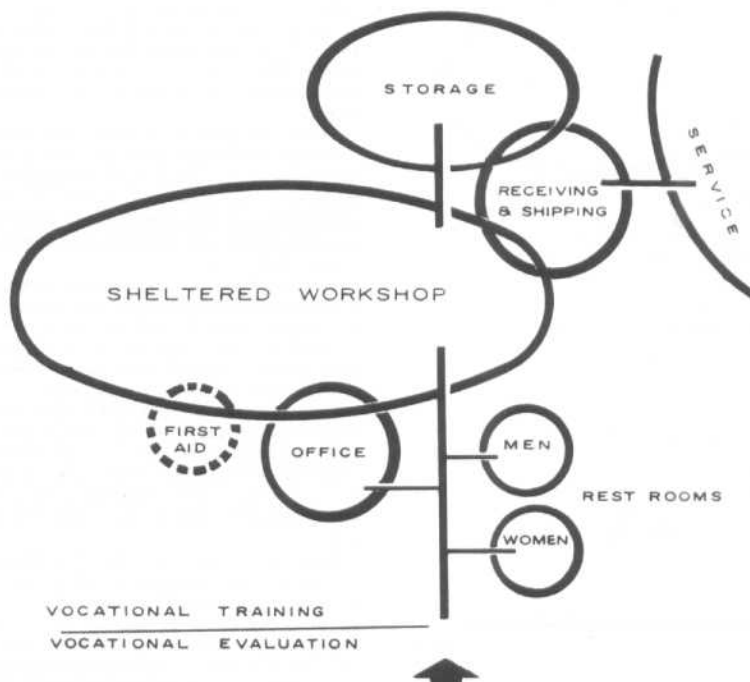 STORAGE
SERVICE
RECEIVING
& SHIPPING
SHELTERED WORKSHOP
FIRST
AID
OFFICE
MEN
REST ROOMS
WOMEN
VOCATIONAL TRAINING
VOCATIONAL EVALUATION